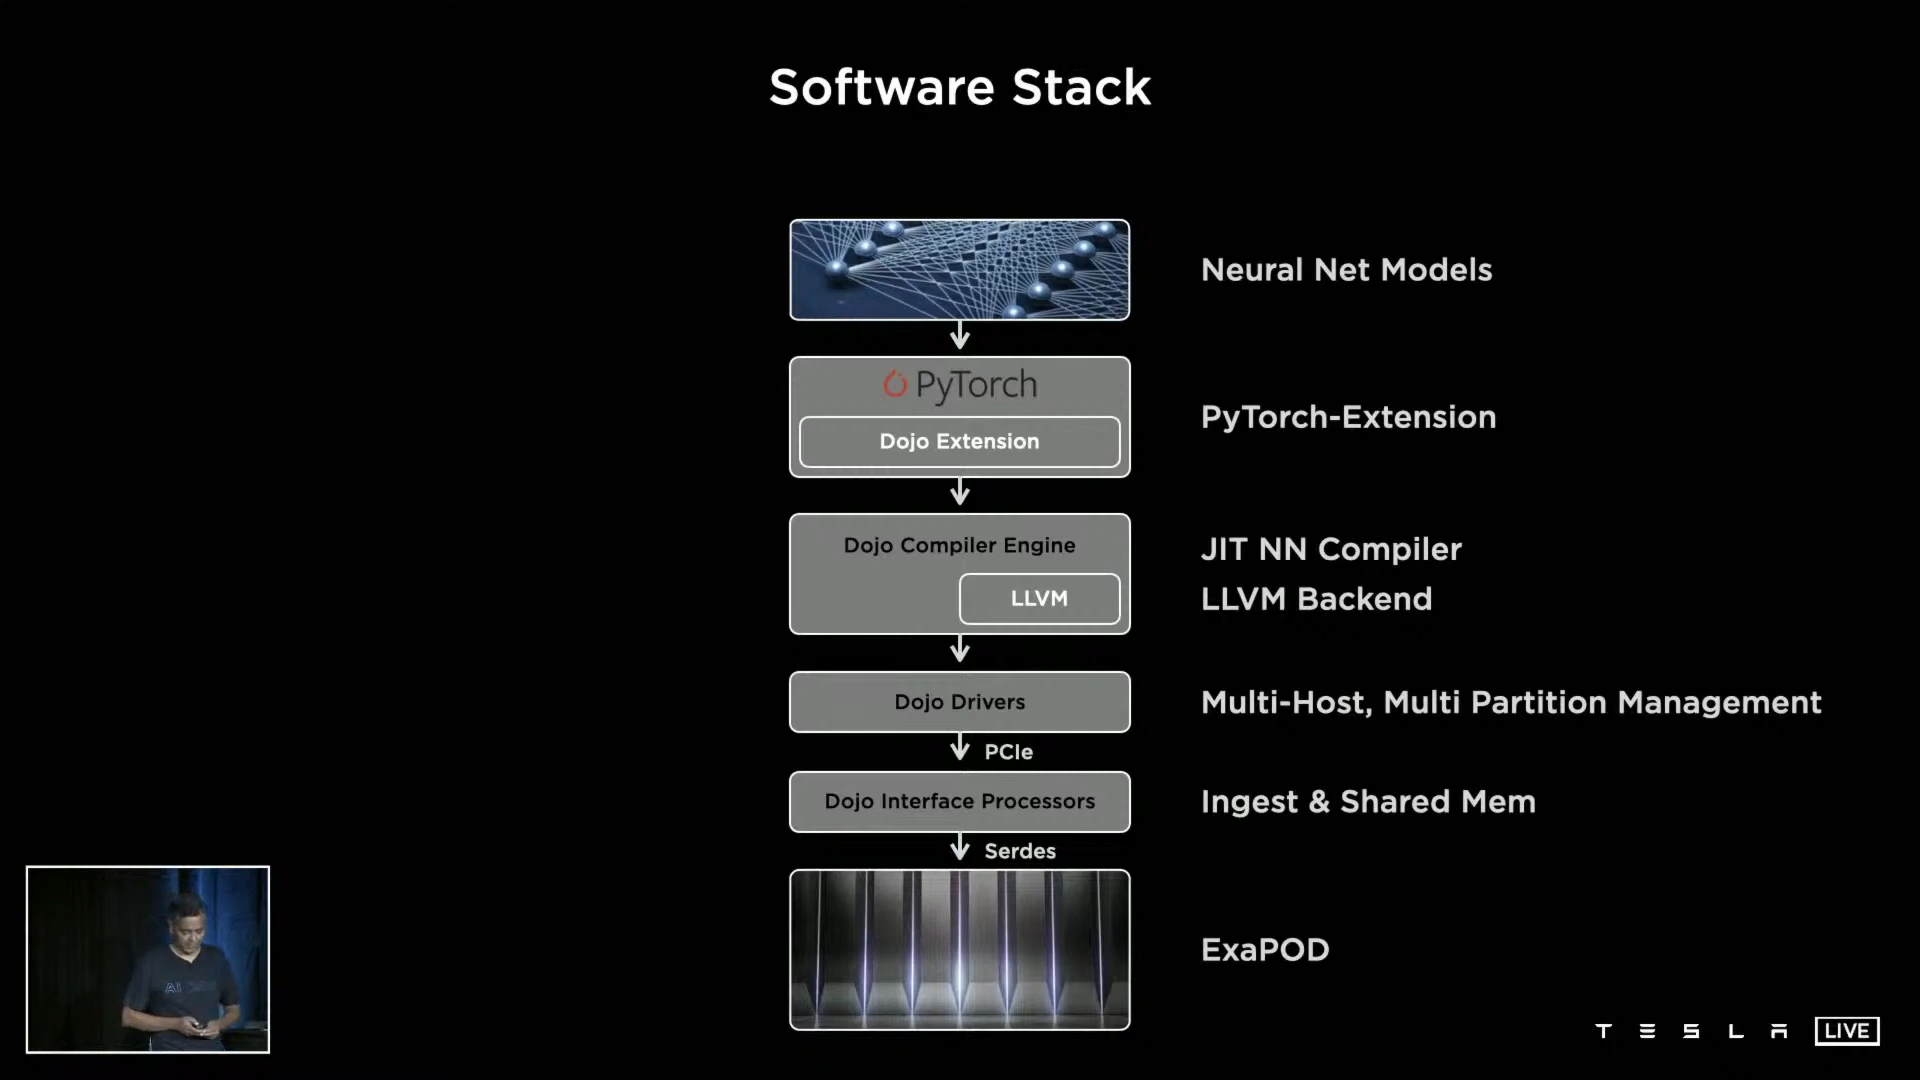 Software Stack
Neural Net Models
PyTorch
Dojo Extension
PyTorch-Extension
Dojo Compiler Engine
LLVM
JIT NN Compiler
LLVM Backend
Dojo Drivers
Multi-Host, Multi Partition Management
PCIe
Dojo Interface Processors
Ingest & Shared Mem
Serdes
ExaPOD
AI
TESLA LIVE